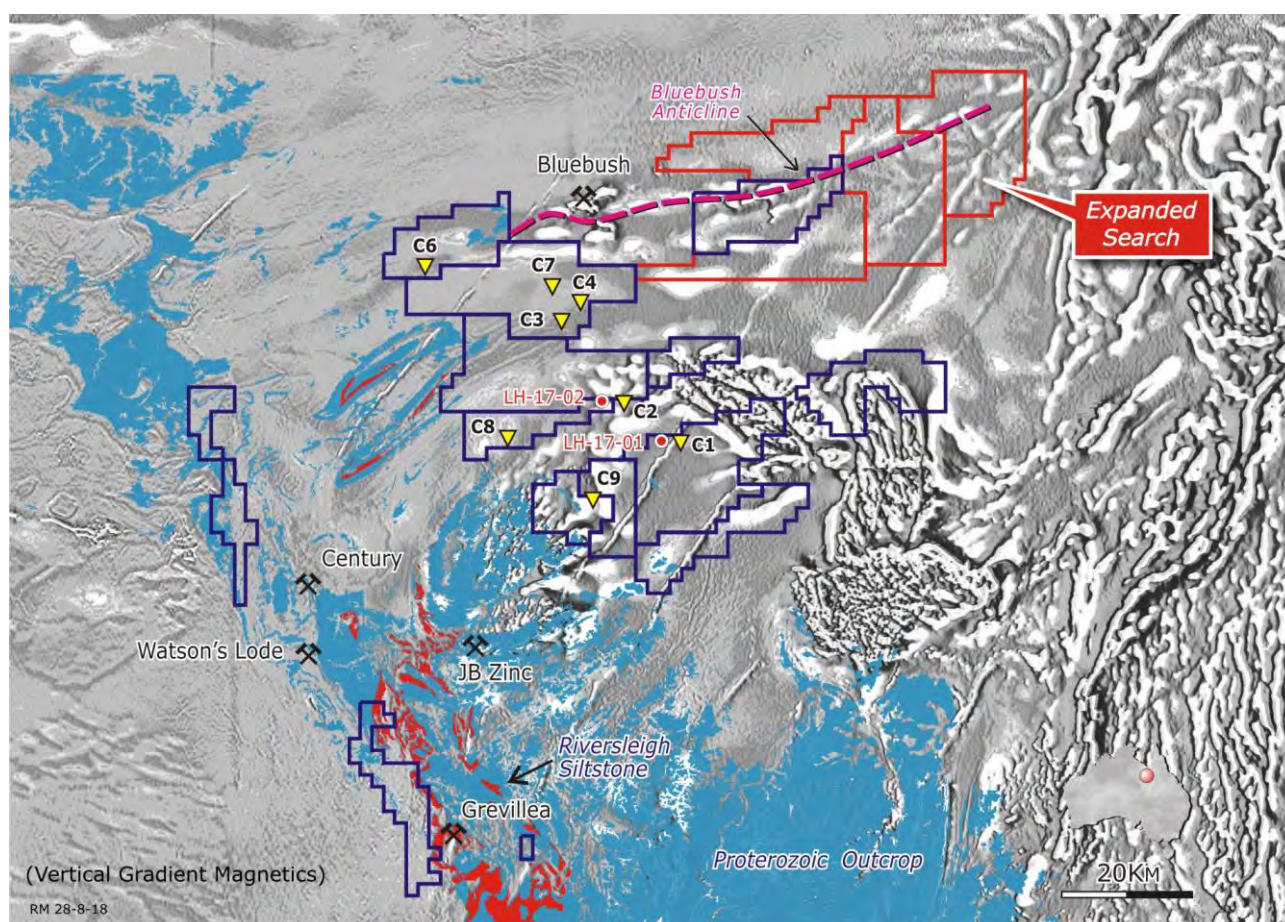 Bluebush
Anticline
Bluebush
Expanded
Search
C6
C7
C4
C3
LH-17-02
C2
C8
LH-17-01
C1
C9
Century
Watson's Lode
JB Zinc
Riversleigh
Siltstone
Grevillea
Proterozoic Outcrop
(Vertical Gradient Magnetics)
20KM
RM 28-8-18